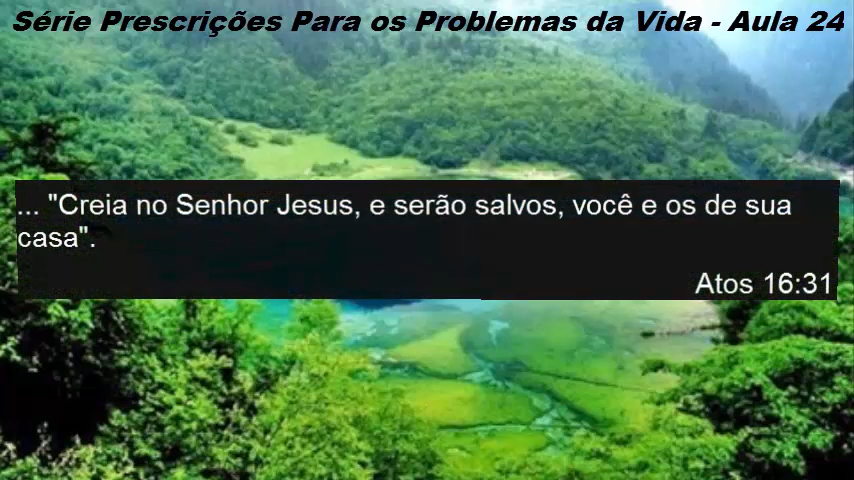 Série Prescrições Para os Problemas da Vida - Aula 24
... "Creia no Senhor Jesus, e serão salvos, você e os de sua
casa".
Atos 16:31